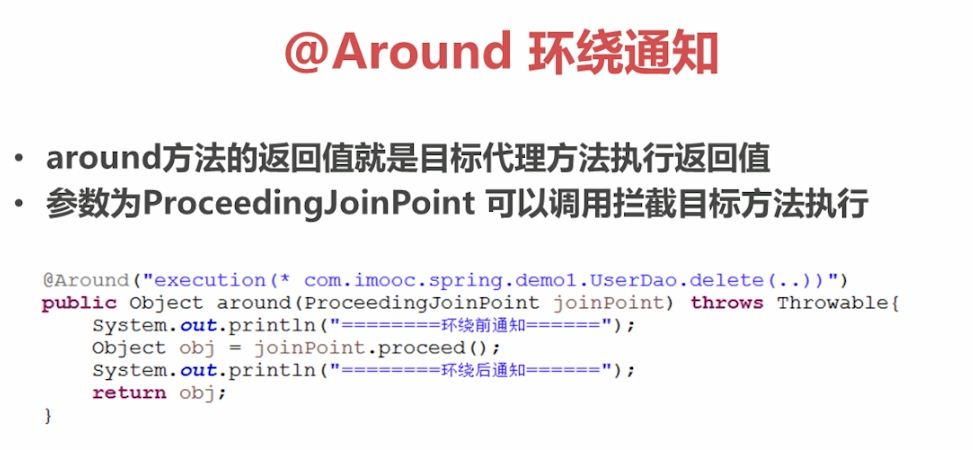 @Around 环绕通知
• around方法的返回值就是目标代理方法执行返回值
• 参数为ProceedingJoinPoint 可以调用拦截目标方法执行
@Around("execution(* com.imooc.spring.demo1.UserDao.delete(..))")
public Object around(ProceedingJoinPoint joinPoint) throws Throwable{
    System.out.println("========环绕前通知======");
    Object obj = joinPoint.proceed();
    System.out.println("========环绕后通知======");
    return obj;
}